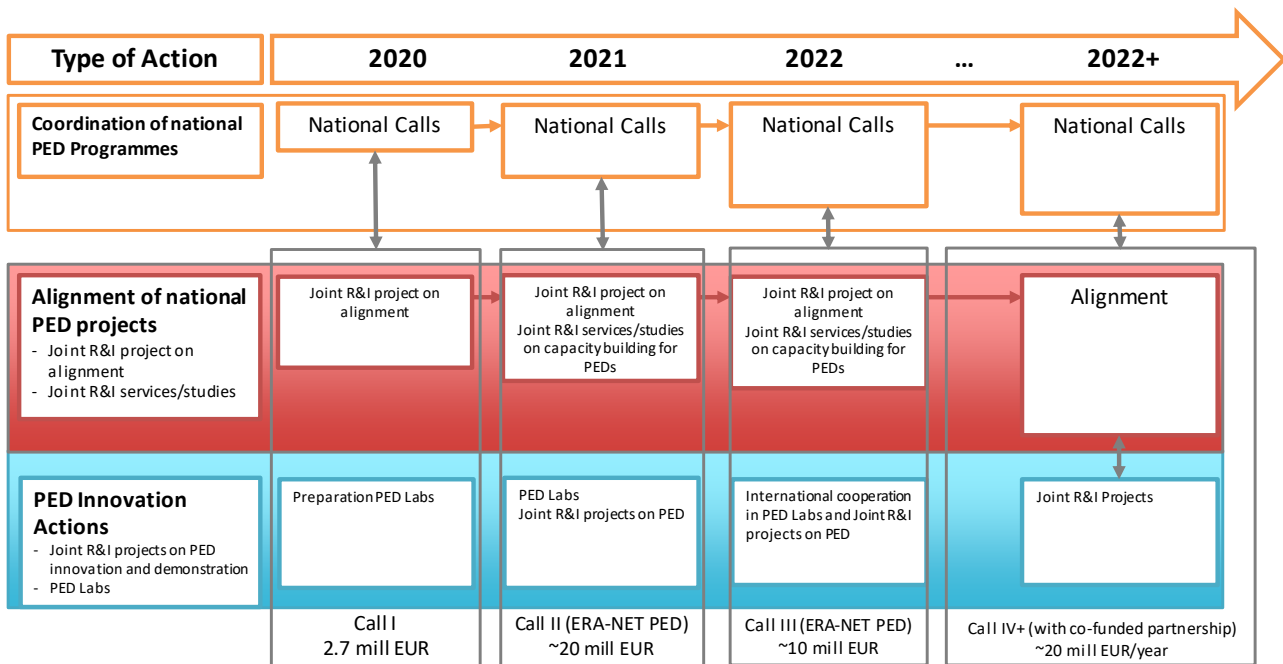 Type of Action
2020
2021
2022
...
2022+
Coordination of national
PED Programmes
National Calls
National Calls
National Calls
National Calls
Alignment of national
PED projects
- Joint R&I project on
alignment
- Joint R&I services/studies
Joint R&I project on
alignment
Joint R&I project on
alignment
Joint R&I services/studies
on capacity building for
PEDs
Joint R&I project on
alignment
Joint R&I services/studies
on capacity building for
PEDs
Alignment
PED Innovation
Actions
- Joint R&I projects on PED
innovation and demonstration
- PED Labs
Preparation PED Labs
PED Labs
Joint R&I projects on PED
International cooperation
in PED Labs and Joint R&I
projects on PED
Joint R&I Projects
Call I
2.7 mill EUR
Call II (ERA-NET PED)
~20 mill EUR
Call III (ERA-NET PED)
~10 mill EUR
Call IV+ (with co-funded partnership)
~20 mill EUR/year